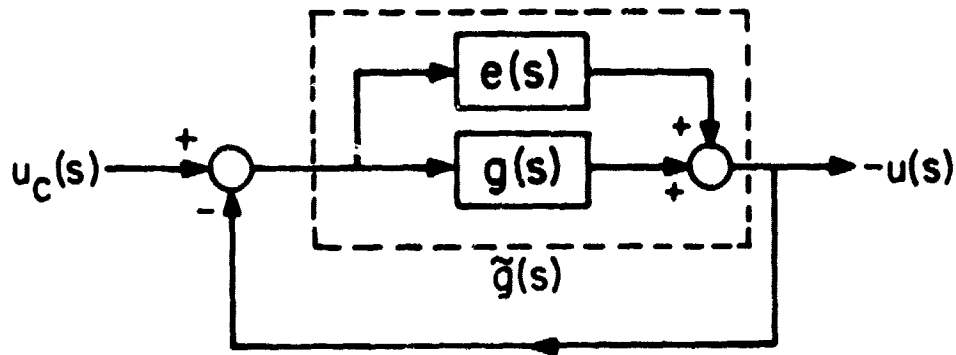 e(s)
+
+
u_c(s)
g(s)
-u(s)
-
+
g̃(s)